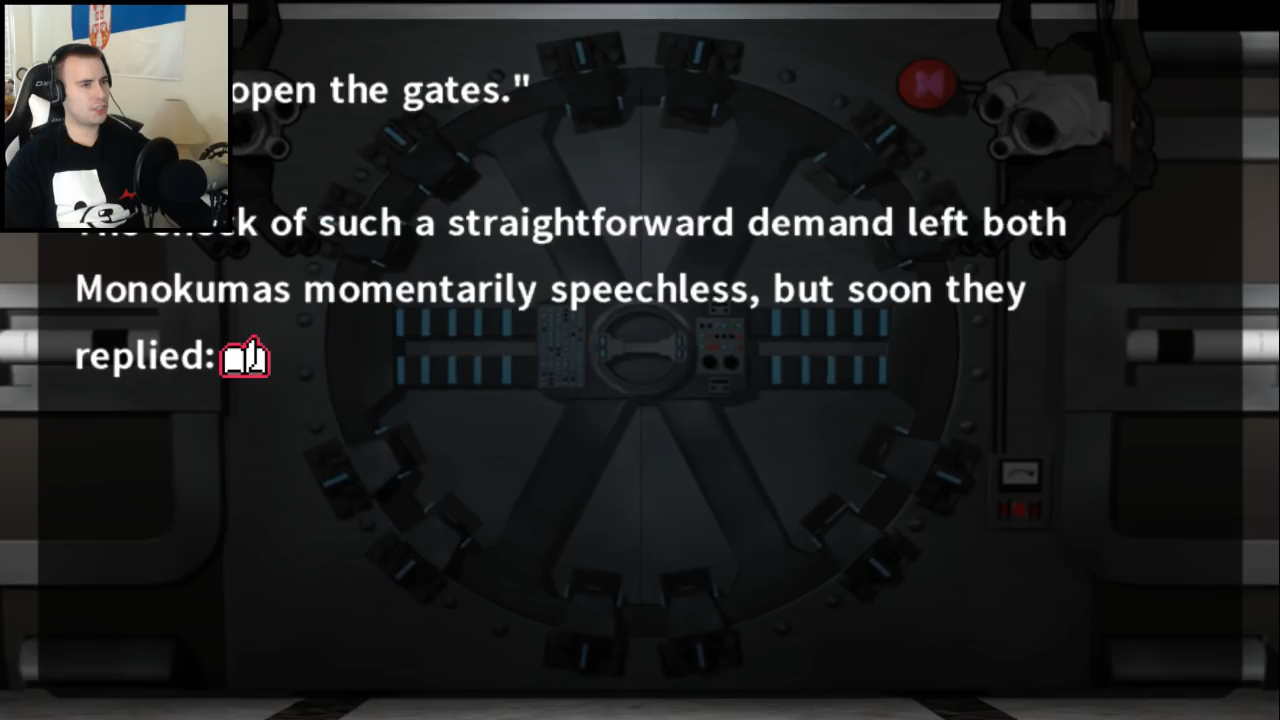 open the gates."
of such a straightforward demand left both
Monokumas momentarily speechless, but soon they
replied: